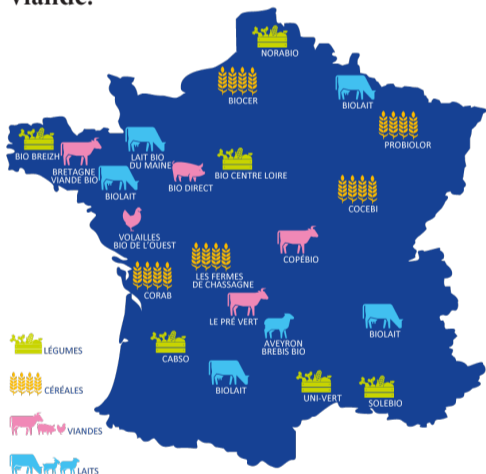 viande.
NORABIO
BIOCER
BIOLAIT
PROBIOLOR
BIO BREIZH
BRETAGNE
VIANDE BIO
LAIT BIO
DU MAINE
BIOLAIT
BIO DIRECT
BIO CENTRE LOIRE
COCEBI
VOLAILLES
BIO DE L'OUEST
COPÉBIO
LES FERMES
DE CHASSAGNE
CORAB
LE PRÉ VERT
AVEYRON
BREBIS BIO
BIOLAIT
CABSO
BIOLAIT
UNI-VERT
SOLEBIO
LÉGUMES
CÉRÉALES
VIANDES
LAITS